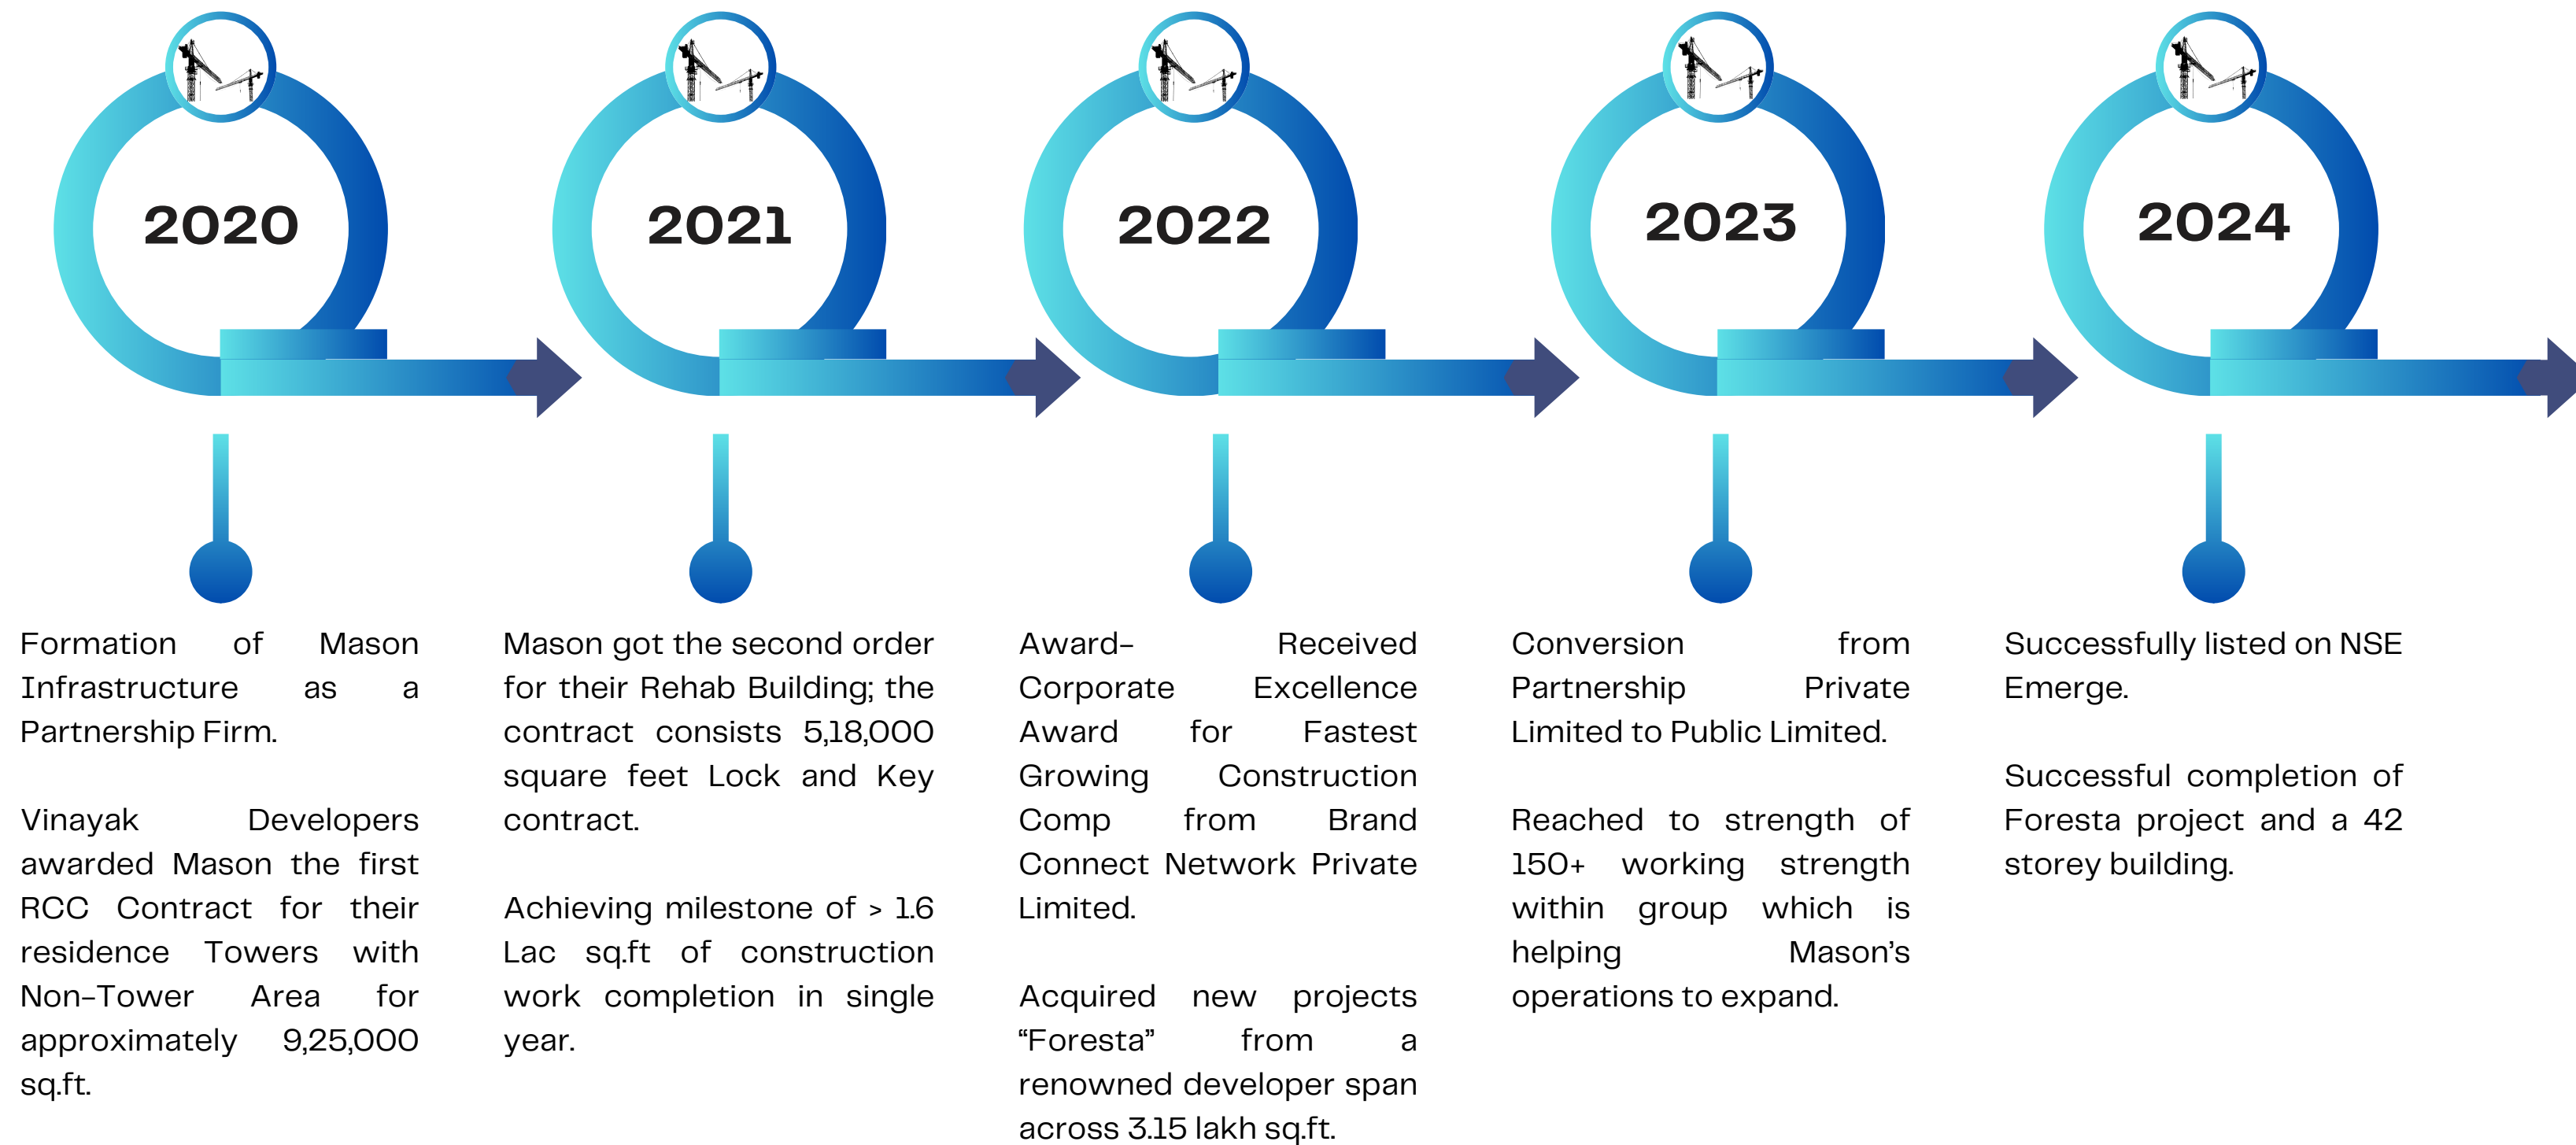 2020
2021
2022
2023
2024
Formation of Mason
Infrastructure as a
Partnership Firm.
Vinayak Developers
awarded Mason the first
RCC Contract for their
residence Towers with
Non-Tower Area for
approximately 9,25,000
sq.ft.
Mason got the second order
for their Rehab Building; the
contract consists 5,18,000
square feet Lock and Key
contract.
Achieving milestone of > 1.6
Lac sq.ft of construction
work completion in single
year.
Award- Received
Corporate Excellence
Award for Fastest
Growing Construction
Comp from Brand
Connect Network Private
Limited.
Acquired new projects
“Foresta” from a
renowned developer span
across 3.15 lakh sq.ft.
Conversion from
Partnership Private
Limited to Public Limited.
Reached to strength of
150+ working strength
within group which is
helping Mason’s
operations to expand.
Successfully listed on NSE
Emerge.
Successful completion of
Foresta project and a 42
storey building.